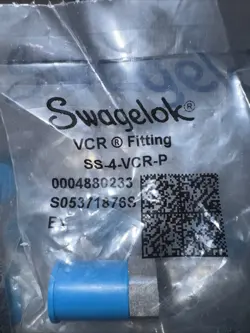 Swagelok®
VCR ® Fitting
SS-4-VCR-P
0004880233